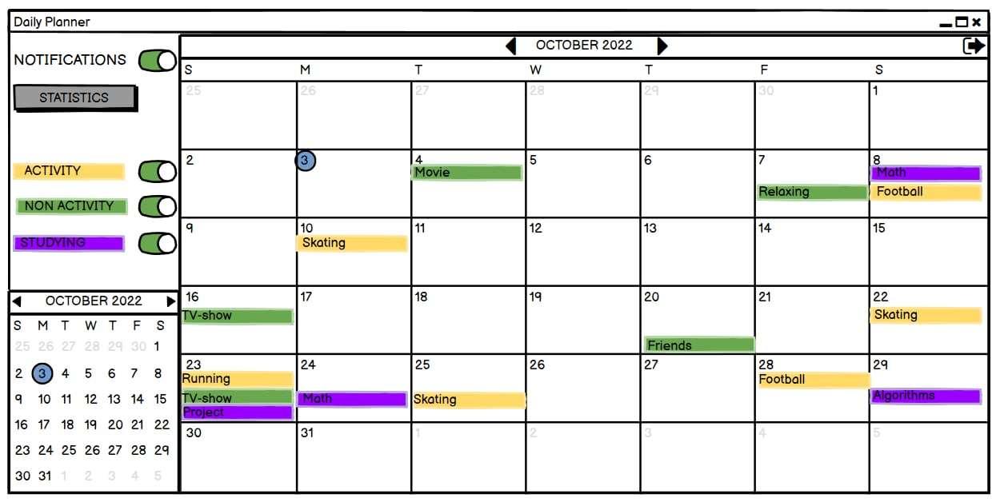 Daily Planner
NOTIFICATIONS
STATISTICS
ACTIVITY
NON ACTIVITY
STUDYING
OCTOBER 2022
S M T W T F S
25 26 27 28 29 30 1
2 3 4 5 6 7 8
9 10 11 12 13 14 15
16 17 18 19 20 21 22
23 24 25 26 27 28 29
30 31 1 2 3 4 5
OCTOBER 2022
S M T W T F S
25 26 27 28 29 30 1
2 3 4 5 6 7 8
Movie Math
Relaxing Football
9 10 11 12 13 14 15
Skating
16 17 18 19 20 21 22
TV-show Skating
Friends
23 24 25 26 27 28 29
Running Football
TV-show Math Skating Algorithms
Project
30 31 1 2 3 4 5